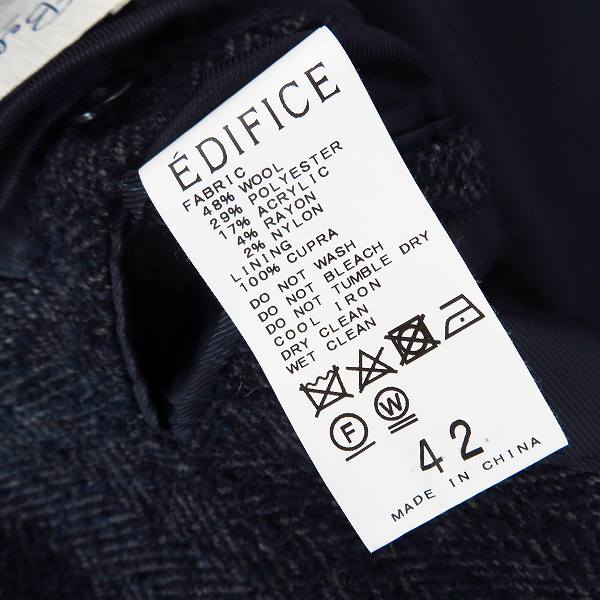 ÉDIFICE
FABRIC
48% WOOL
29% POLYESTER
17% ACRYLIC
4% RAYON
2% NYLON
LINING
100% CUPRA
DO NOT WASH
DO NOT BLEACH
DO NOT TUMBLE DRY
COOL IRON
DRY CLEAN
WET CLEAN
F W
42
MADE IN CHINA